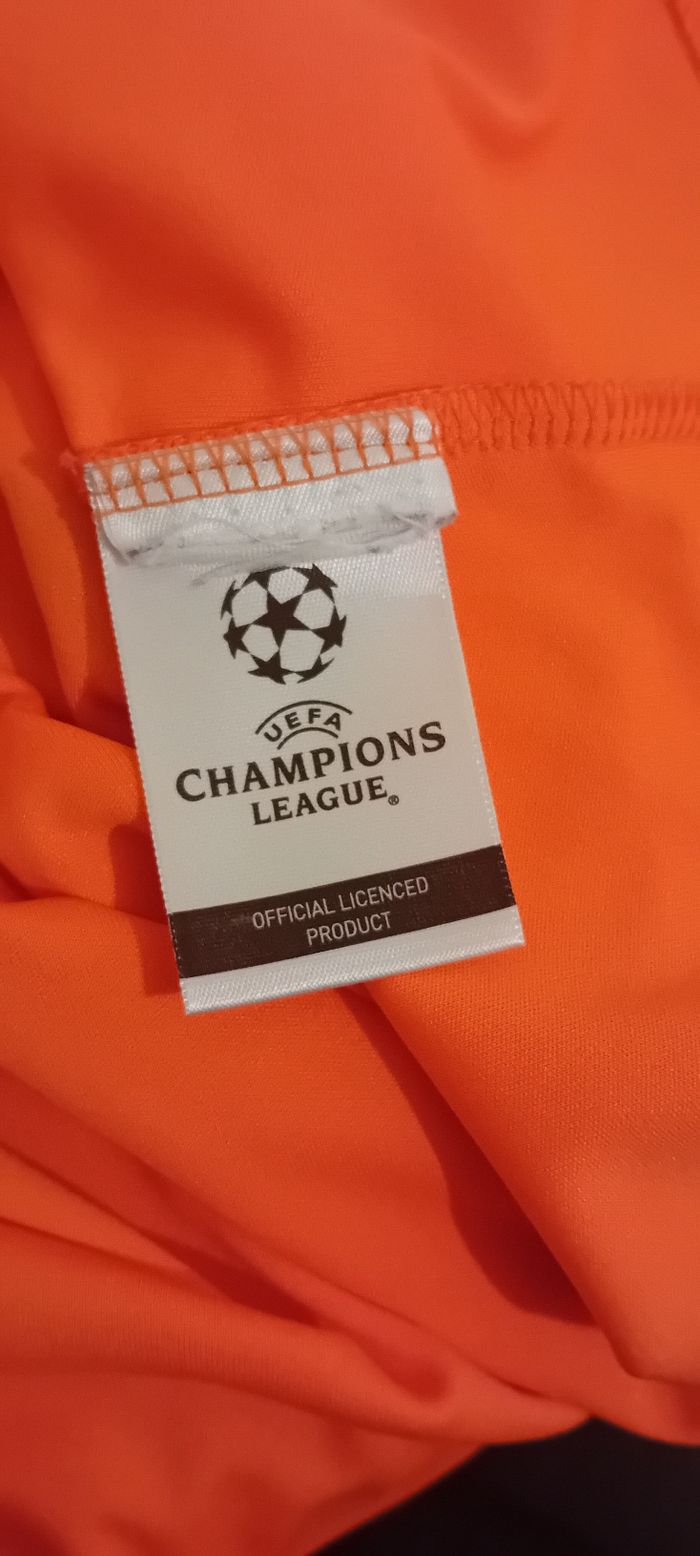 UEFA
CHAMPIONS
LEAGUE®
OFFICIAL LICENCED
PRODUCT